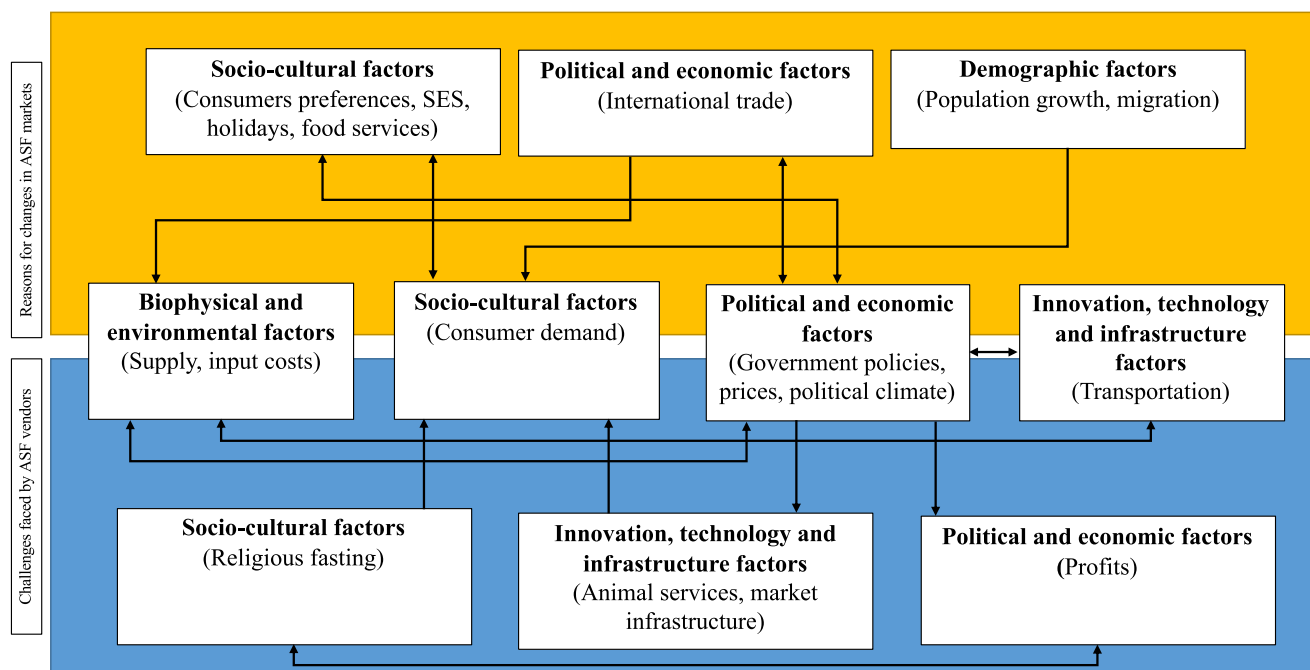 Reasons for changes in ASF markets
Socio-cultural factors
(Consumers preferences, SES,
holidays, food services)
Political and economic factors
(International trade)
Demographic factors
(Population growth, migration)
Biophysical and
environmental factors
(Supply, input costs)
Socio-cultural factors
(Consumer demand)
Political and economic
factors
(Government policies,
prices, political climate)
Innovation, technology
and infrastructure
factors
(Transportation)
Challenges faced by ASF vendors
Socio-cultural factors
(Religious fasting)
Innovation, technology and
infrastructure factors
(Animal services, market
infrastructure)
Political and economic factors
(Profits)